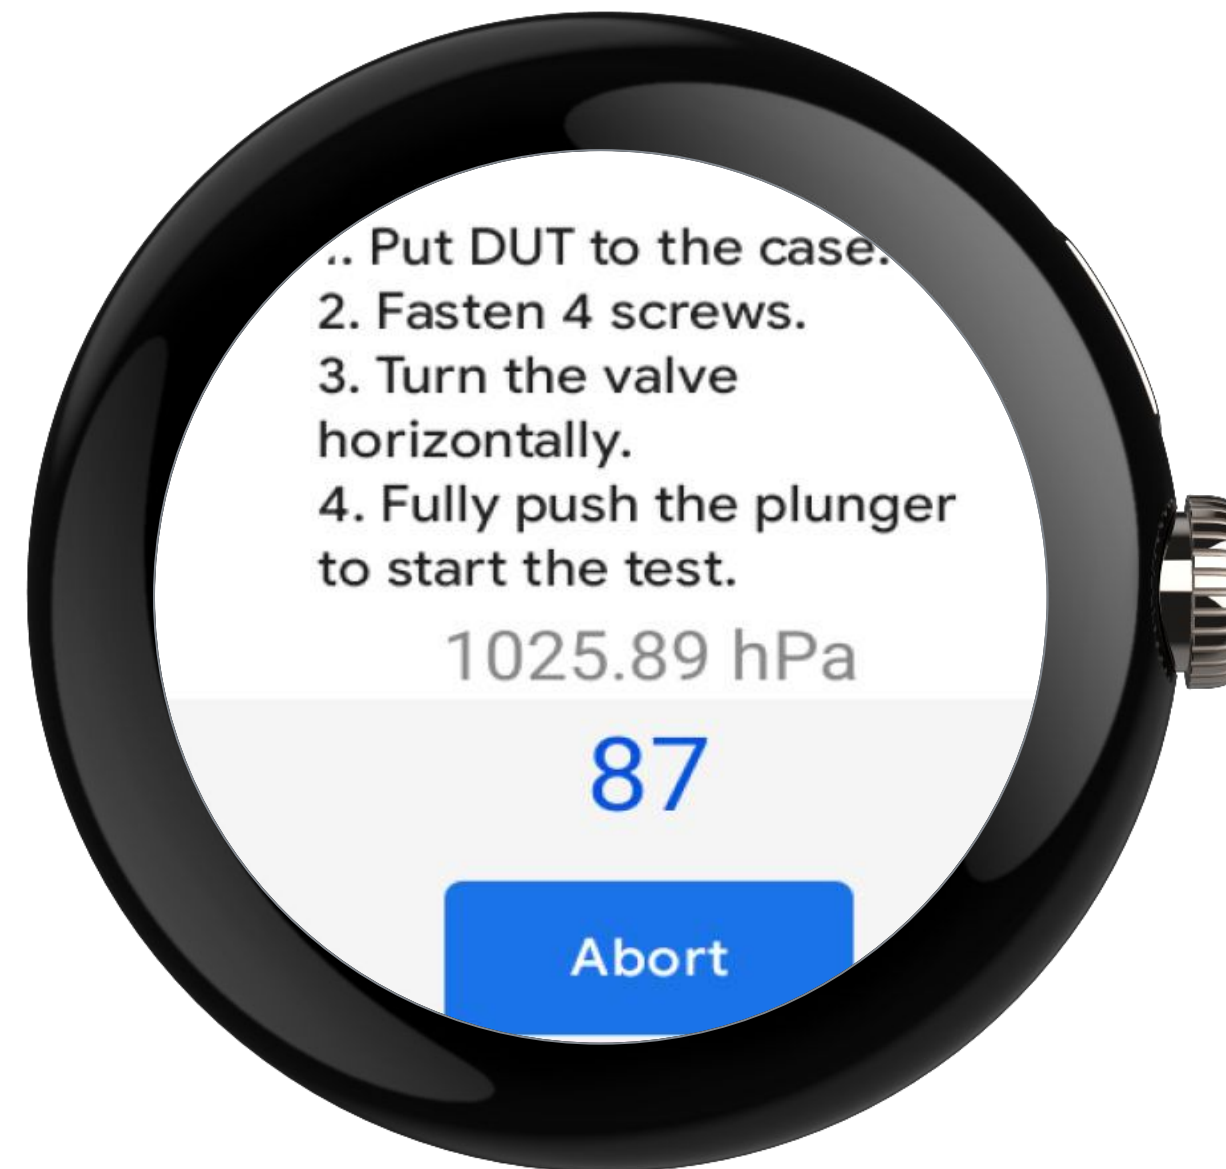 . Put DUT to the case.
2. Fasten 4 screws.
3. Turn the valve
horizontally.
4. Fully push the plunger
to start the test.
1025.89 hPa
87
Abort